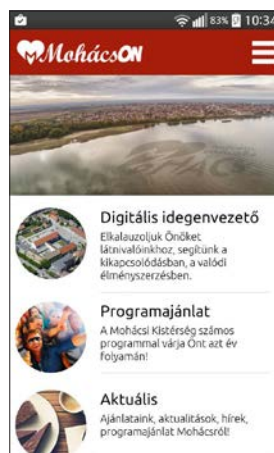 83% 10:34
MohácsON
Digitális idegenvezető
Elkalauzoljuk Önöket
látnivalóinkhoz, segítünk a
kikapcsolódásban, a valódi
élményszerzésben.
Programajánlat
A Mohácsi Kistérség számos
programmal várja Önt azt év
folyamán!
Aktuális
Ajánlataink, aktualitások, hírek,
programajánlat Mohácsról!